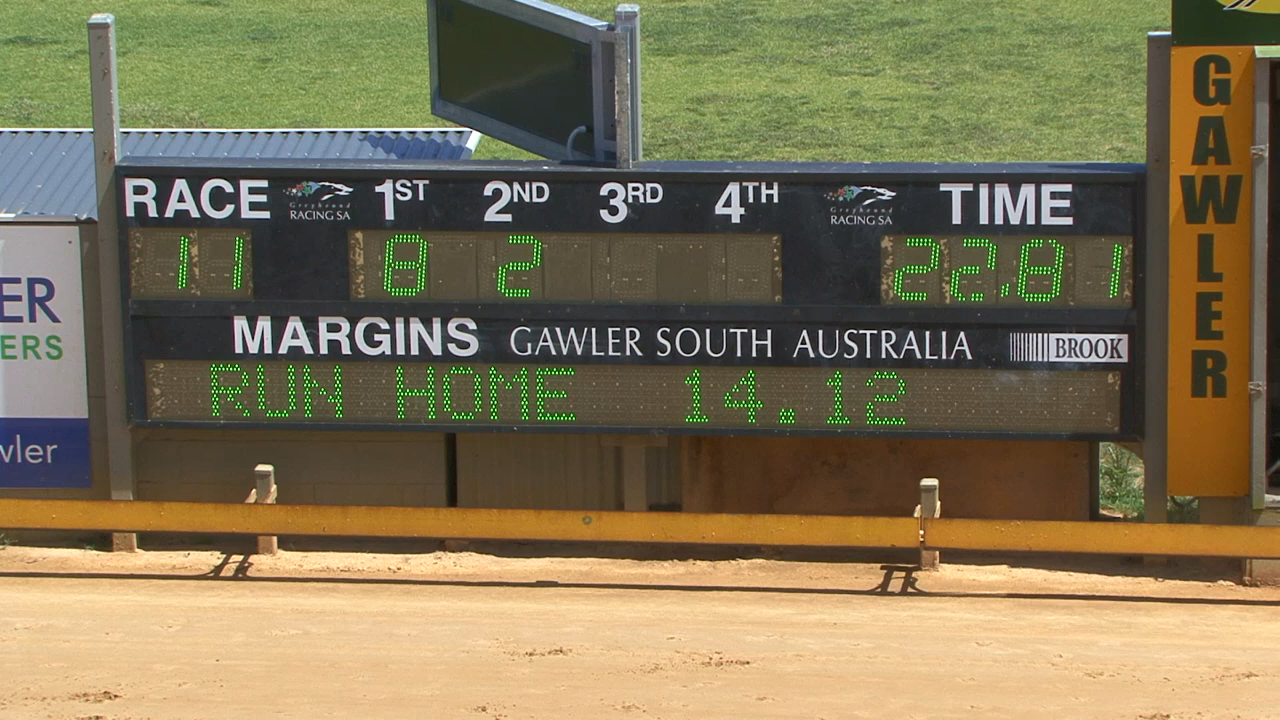 RACE
Greyhound
RACING SA
1ST 2ND 3RD 4TH
Greyhound
RACING SA
TIME
11 8 2 22.81
MARGINS GAWLER SOUTH AUSTRALIA BROOK
RUN HOME 14.12
GAWLER
ER
ERS
wler